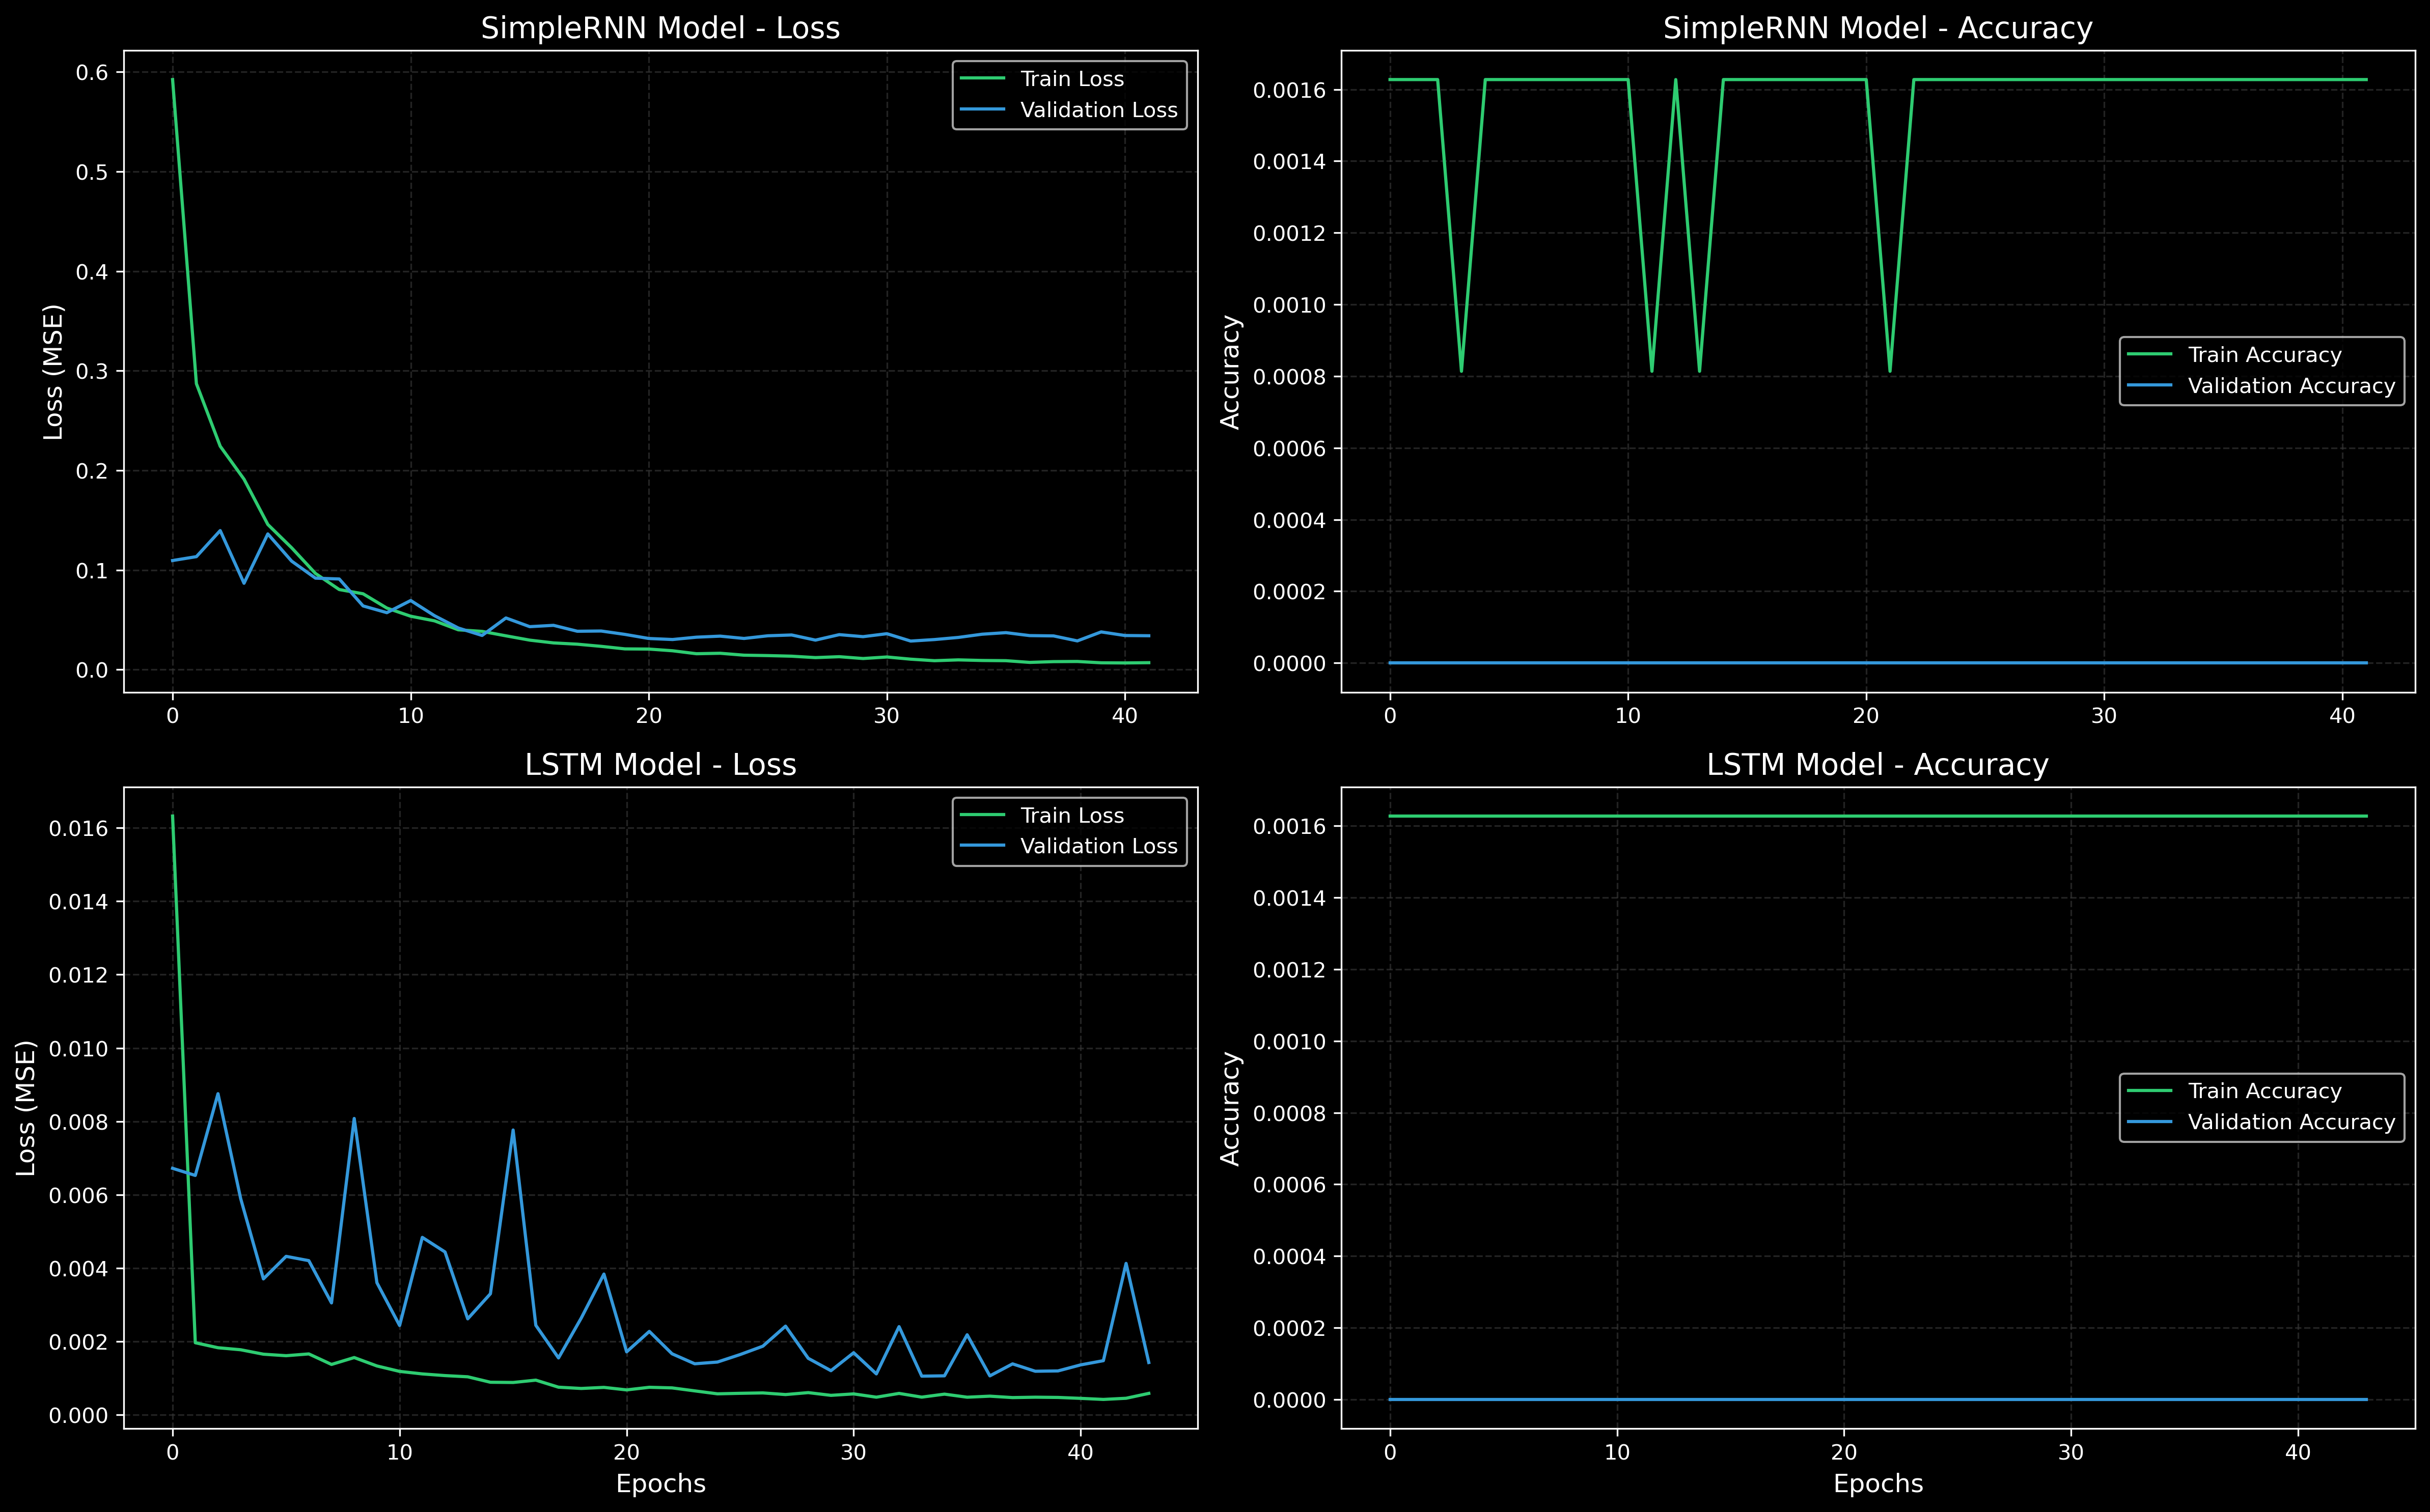 SimpleRNN Model - Loss
Loss (MSE)
0.6
0.5
0.4
0.3
0.2
0.1
0.0
Train Loss
Validation Loss
0 10 20 30 40
SimpleRNN Model - Accuracy
Accuracy
0.0016
0.0014
0.0012
0.0010
0.0008
0.0006
0.0004
0.0002
0.0000
Train Accuracy
Validation Accuracy
0 10 20 30 40
LSTM Model - Loss
Loss (MSE)
0.016
0.014
0.012
0.010
0.008
0.006
0.004
0.002
0.000
Train Loss
Validation Loss
0 10 20 30 40
Epochs
LSTM Model - Accuracy
Accuracy
0.0016
0.0014
0.0012
0.0010
0.0008
0.0006
0.0004
0.0002
0.0000
Train Accuracy
Validation Accuracy
0 10 20 30 40
Epochs